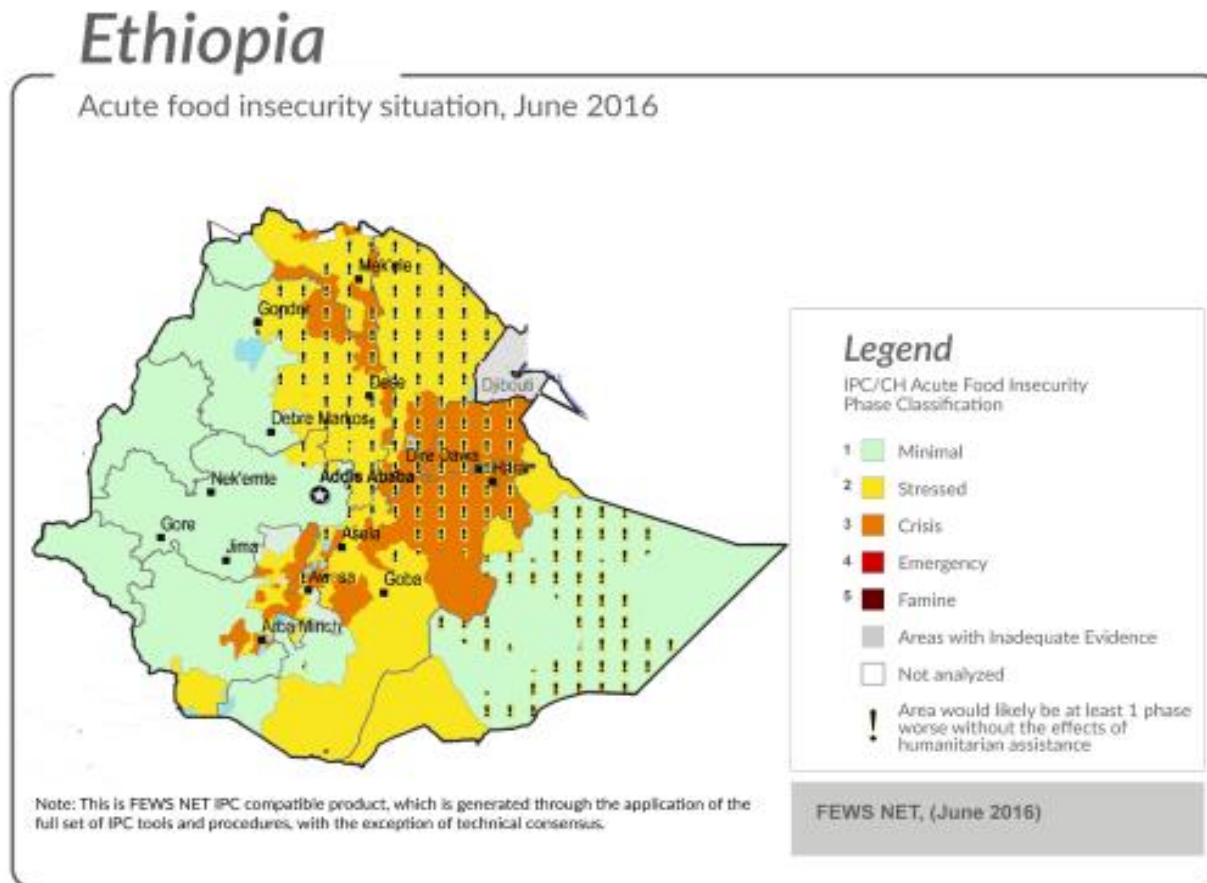 Ethiopia
Acute food insecurity situation, June 2016
Mek'ele
Gonder
Djibouti
Dese
Debre Markos
Dire Dawa
Harar
Nek'emte
Addis Ababa
Gore
Asela
Jima
Awasa
Goba
Arba Minch
Legend
IPC/CH Acute Food Insecurity
Phase Classification
1 Minimal
2 Stressed
3 Crisis
4 Emergency
5 Famine
Areas with Inadequate Evidence
Not analyzed
! Area would likely be at least 1 phase
worse without the effects of
humanitarian assistance
Note: This is FEWS NET IPC compatible product, which is generated through the application of the
full set of IPC tools and procedures, with the exception of technical consensus.
FEWS NET, (June 2016)